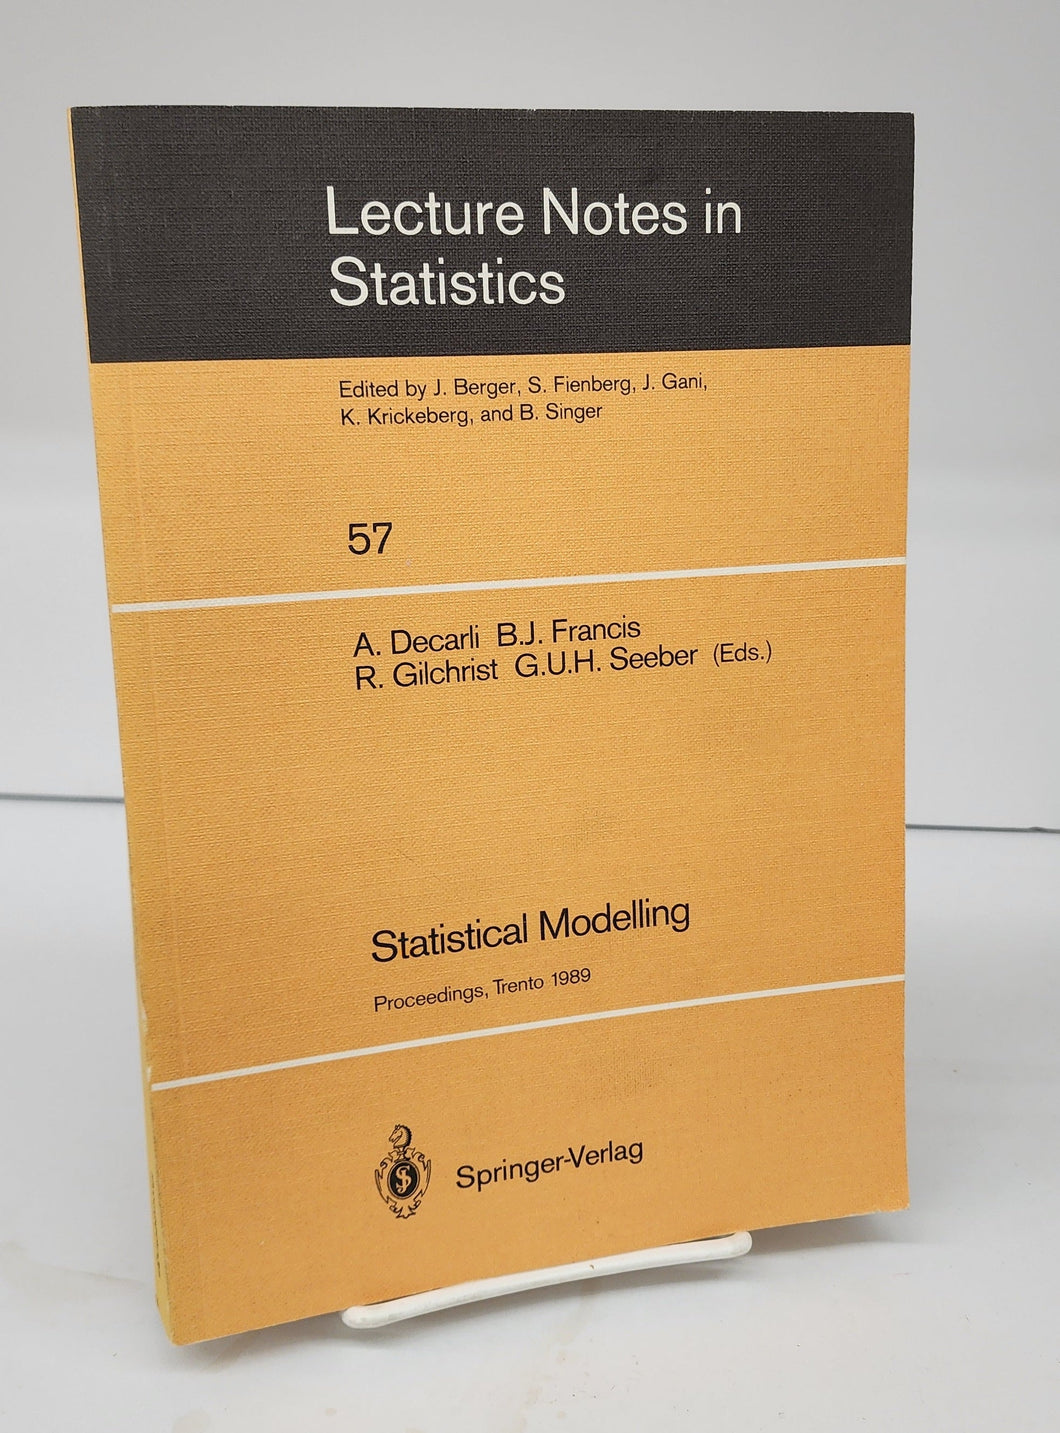 Lecture Notes in
Statistics
Edited by J. Berger, S. Fienberg, J. Gani,
K. Krickeberg, and B. Singer
57
A. Decarli B.J. Francis
R. Gilchrist G.U.H. Seeber (Eds.)
Statistical Modelling
Proceedings, Trento 1989
Springer-Verlag